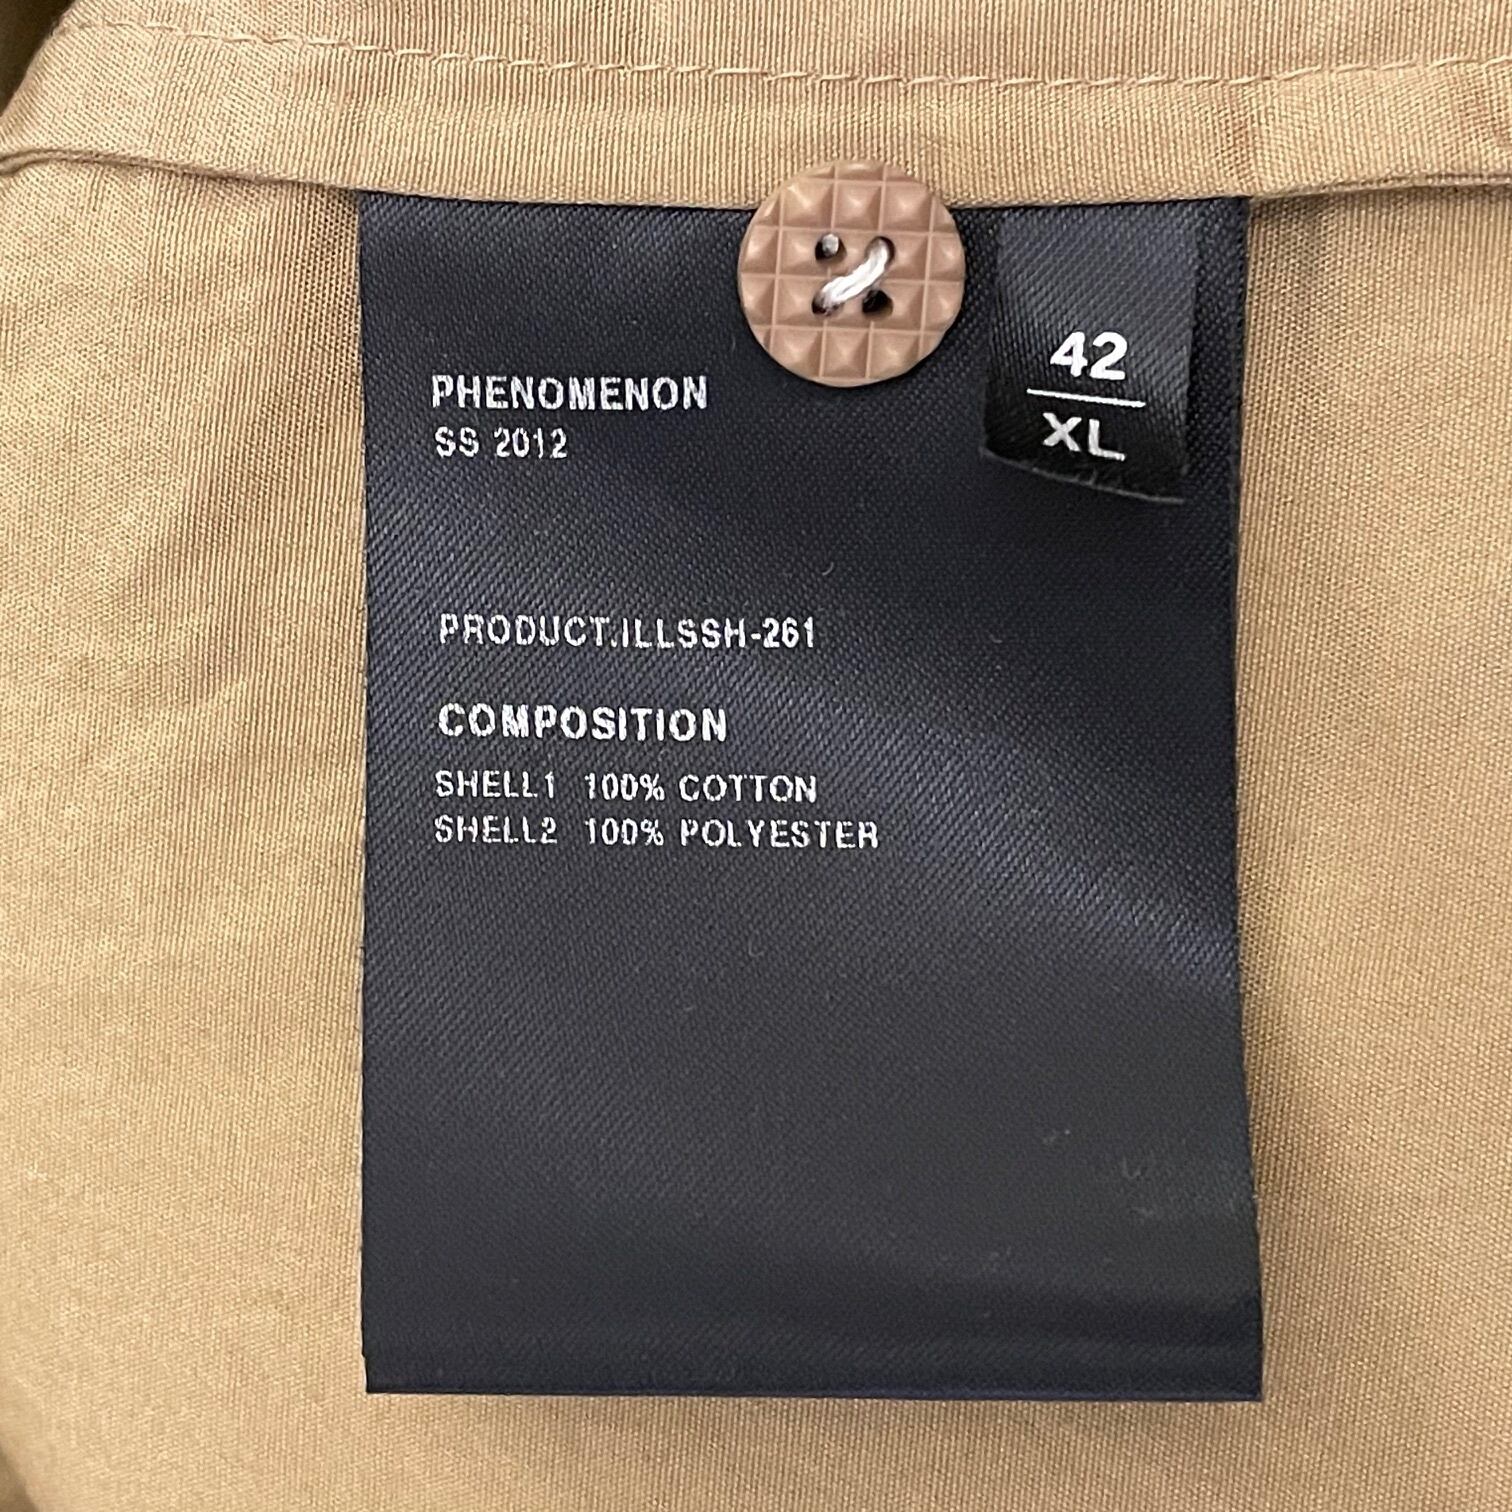 42
XL
PHENOMENON
SS 2012
PRODUCT.ILLSSH-261
COMPOSITION
SHELL1 100% COTTON
SHELL2 100% POLYESTER